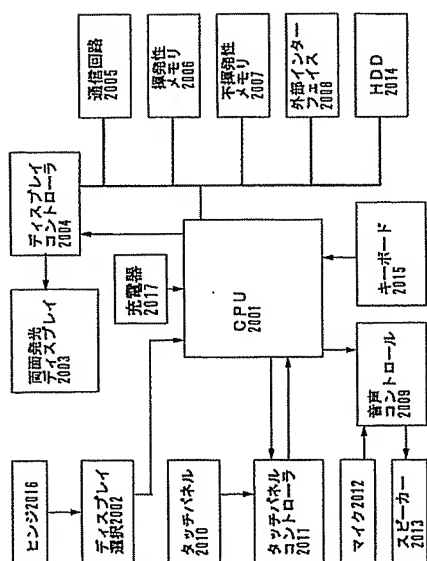 ヒンジ2016
ディスプレイ
選択2002
タッチパネル
2010
タッチパネル
コントローラ
2011
マイク2012
スピーカー
2013
両面発光
ディスプレイ
2003
充電器
2017
CPU
2001
音声
コントロール
2009
キーボード
2015
ディスプレイ
コントローラ
2004
通信回路
2005
揮発性
メモリ
2006
不揮発性
メモリ
2007
外部インター
フェイス
2008
HDD
2014